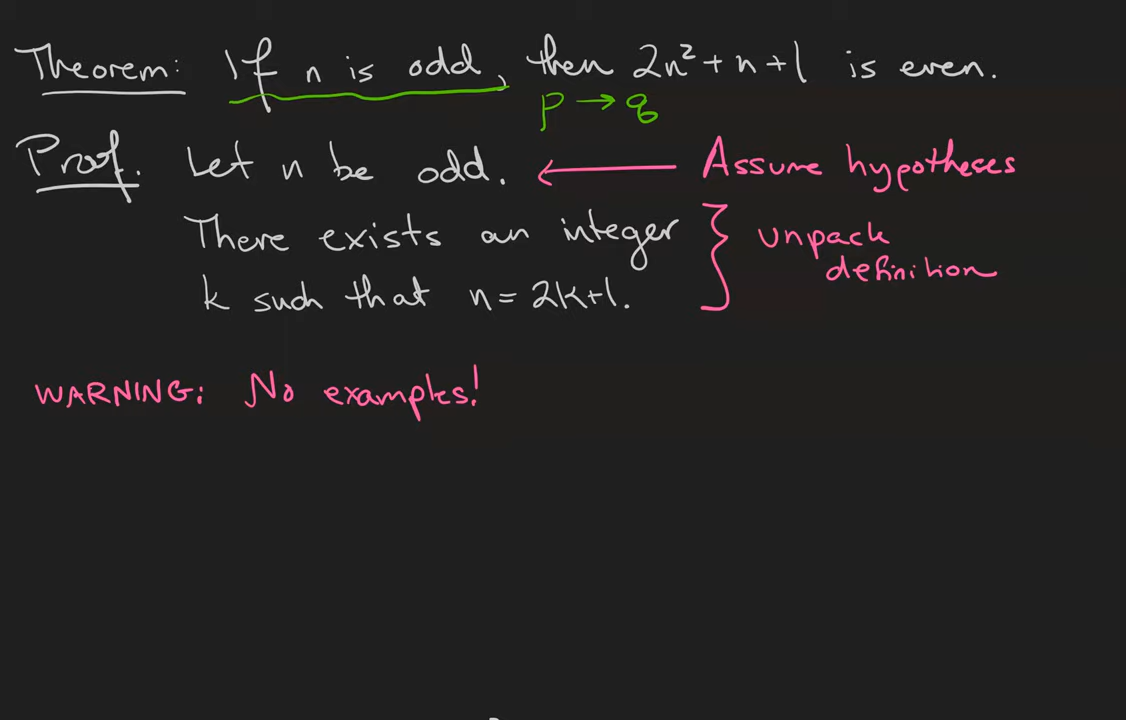 Theorem: If n is odd, then 2n²+n+1 is even.
p → q
Proof. Let n be odd. ← Assume hypotheses
There exists an integer } unpack
k such that n=2k+1. definition
WARNING: No examples!